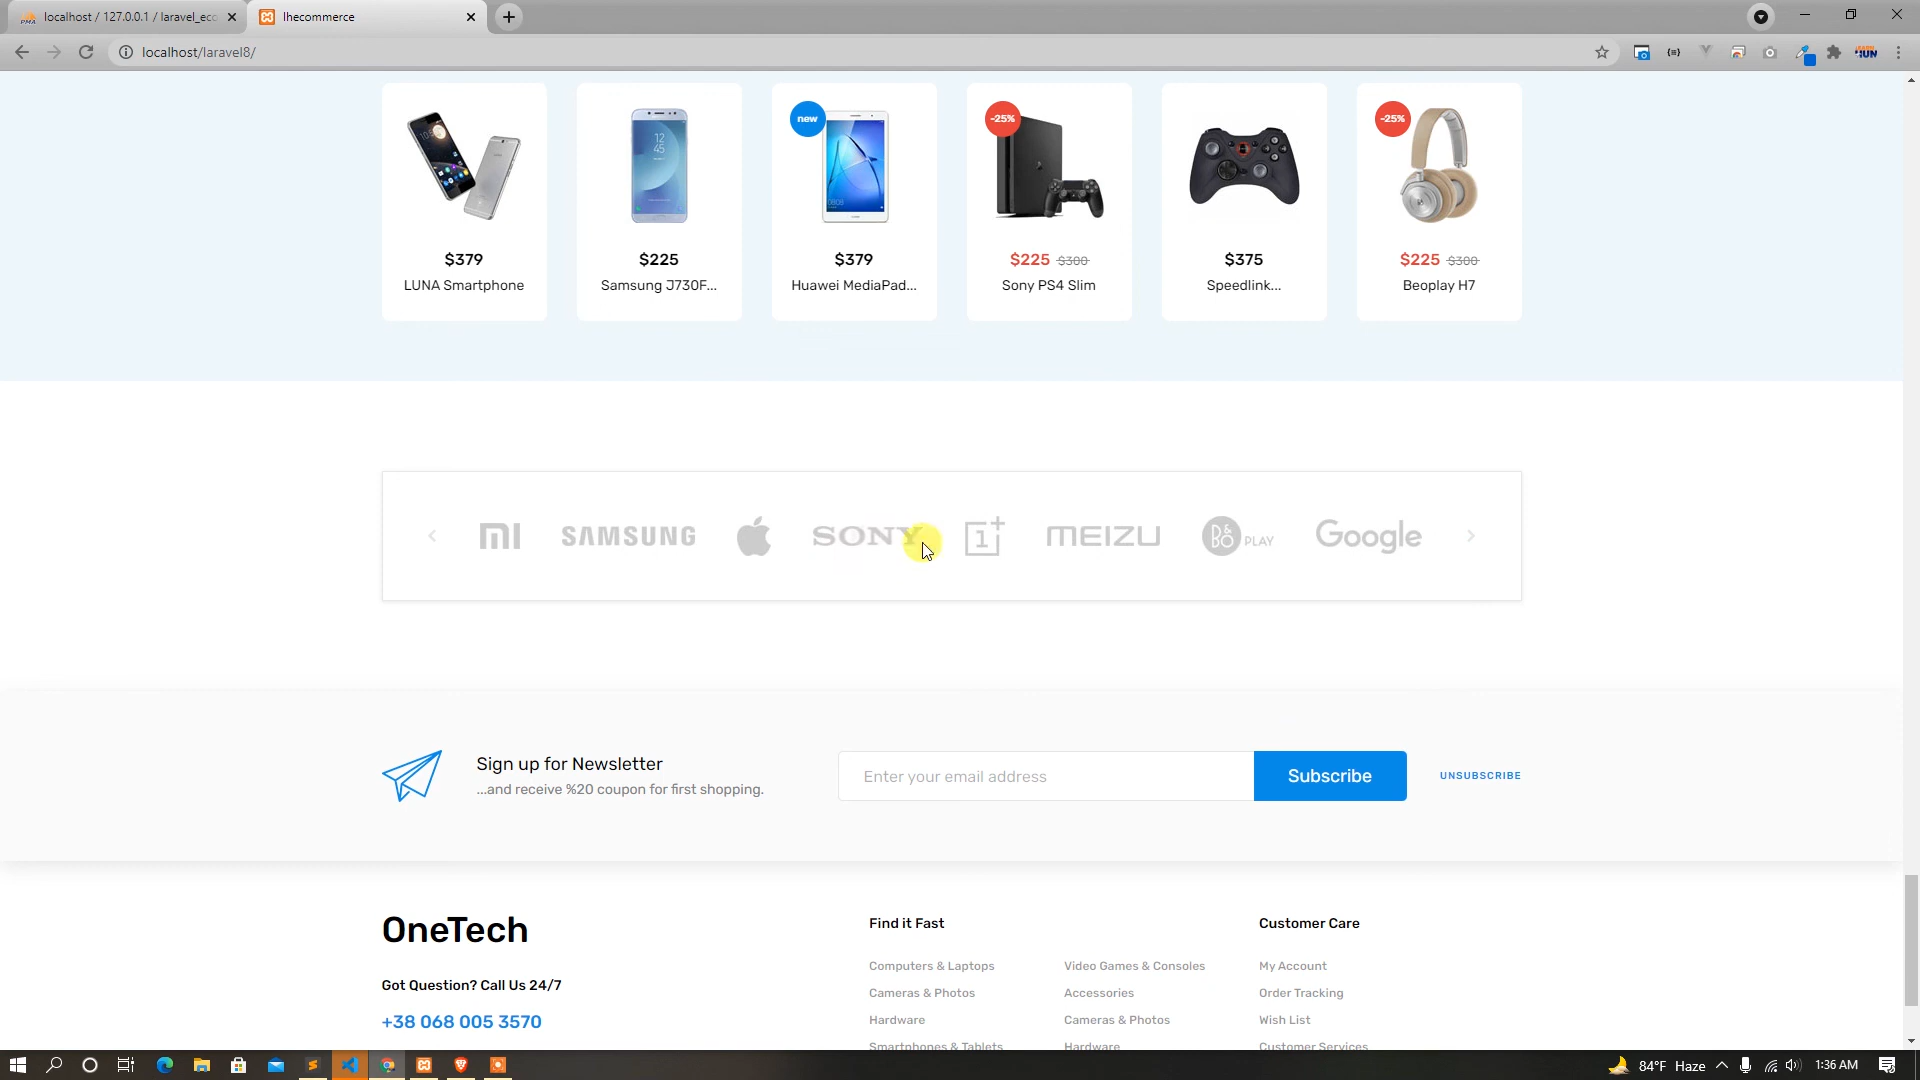 localhost / 127.0.0.1 / laravel_ecc
lhecommerce
localhost/laravel8/
new
-25%
-25%
$379
$225
$379
$225 $300
$375
$225 $300
LUNA Smartphone
Samsung J730F...
Huawei MediaPad...
Sony PS4 Slim
Speedlink...
Beoplay H7
mi
SAMSUNG
SONY
1+
MEIZU
B&O PLAY
Google
Sign up for Newsletter
...and receive %20 coupon for first shopping.
Enter your email address
Subscribe
UNSUBSCRIBE
OneTech
Got Question? Call Us 24/7
+38 068 005 3570
Find it Fast
Computers & Laptops
Cameras & Photos
Hardware
Smartphones & Tablets
Video Games & Consoles
Accessories
Cameras & Photos
Hardware
Customer Care
My Account
Order Tracking
Wish List
Customer Services
84°F Haze
1:36 AM